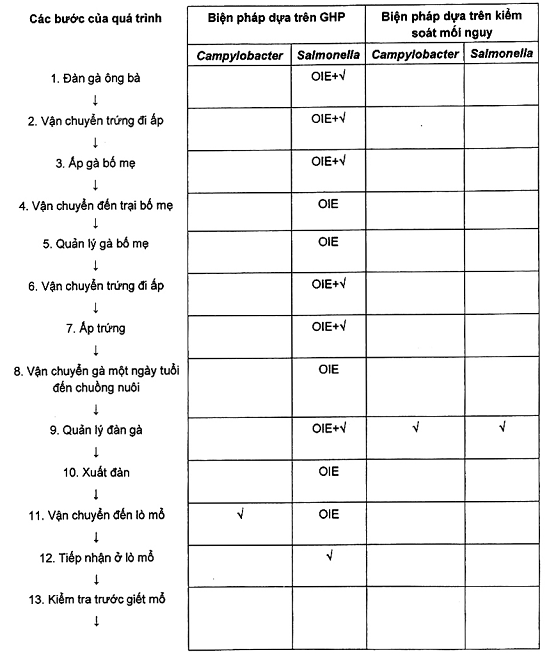 Các bước của quá trình
Biện pháp dựa trên GHP
Biện pháp dựa trên kiểm
soát mối nguy
Campylobacter
Salmonella
Campylobacter
Salmonella
1. Đàn gà ông bà
OIE+√
↓
2. Vận chuyển trứng đi ấp
OIE+√
↓
3. Ấp gà bố mẹ
OIE+√
↓
4. Vận chuyển đến trại bố mẹ
OIE
↓
5. Quản lý gà bố mẹ
OIE
↓
6. Vận chuyển trứng đi ấp
OIE+√
↓
7. Ấp trứng
OIE+√
↓
8. Vận chuyển gà một ngày tuổi
OIE
đến chuồng nuôi
↓
9. Quản lý đàn gà
OIE+√
√
√
↓
10. Xuất đàn
OIE
↓
11. Vận chuyển đến lò mổ
√
OIE
↓
12. Tiếp nhận ở lò mổ
√
↓
13. Kiểm tra trước giết mổ
↓